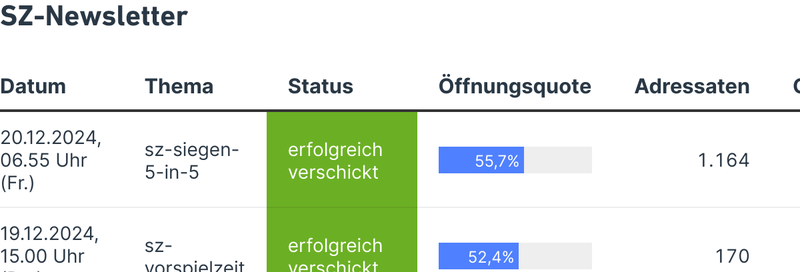 SZ-Newsletter
Datum Thema Status Öffnungsquote Adressaten
20.12.2024,
06.55 Uhr
(Fr.)
sz-siegen-
5-in-5
erfolgreich
verschickt
55,7%
1.164
19.12.2024,
15.00 Uhr
sz-
vorspielzeit
erfolgreich
verschickt
52,4%
170